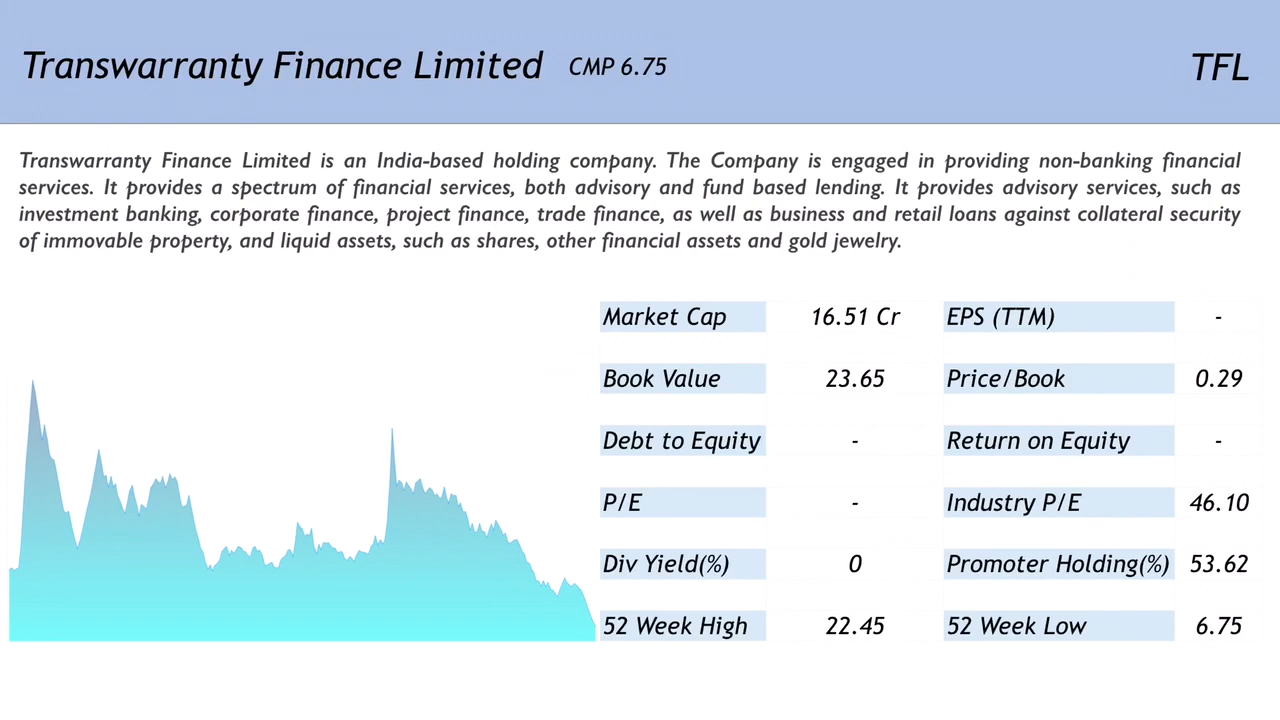 Transwarranty Finance Limited CMP 6.75 TFL
Transwarranty Finance Limited is an India-based holding company. The Company is engaged in providing non-banking financial
services. It provides a spectrum of financial services, both advisory and fund based lending. It provides advisory services, such as
investment banking, corporate finance, project finance, trade finance, as well as business and retail loans against collateral security
of immovable property, and liquid assets, such as shares, other financial assets and gold jewelry.
Market Cap 16.51 Cr EPS (TTM) -
Book Value 23.65 Price/Book 0.29
Debt to Equity - Return on Equity -
P/E - Industry P/E 46.10
Div Yield(%) 0 Promoter Holding(%) 53.62
52 Week High 22.45 52 Week Low 6.75